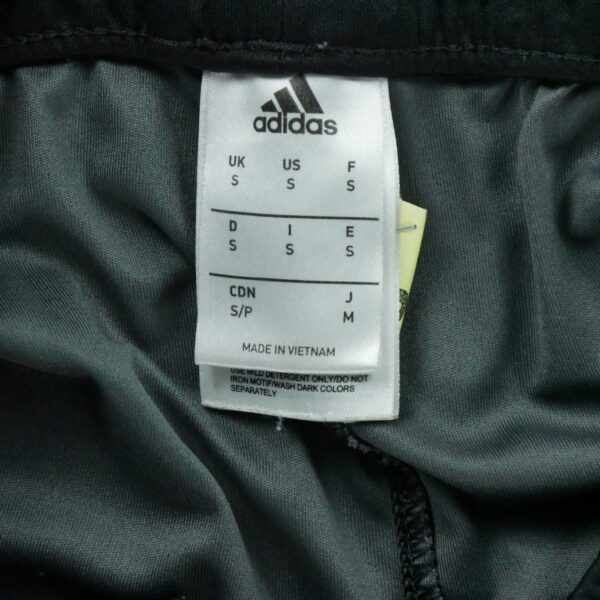 adidas
UK US F
S S S
D I E
S S S
CDN J
S/P M
MADE IN VIETNAM
USE MILD DETERGENT ONLY/DO NOT
IRON MOTIF/WASH DARK COLORS
SEPARATELY